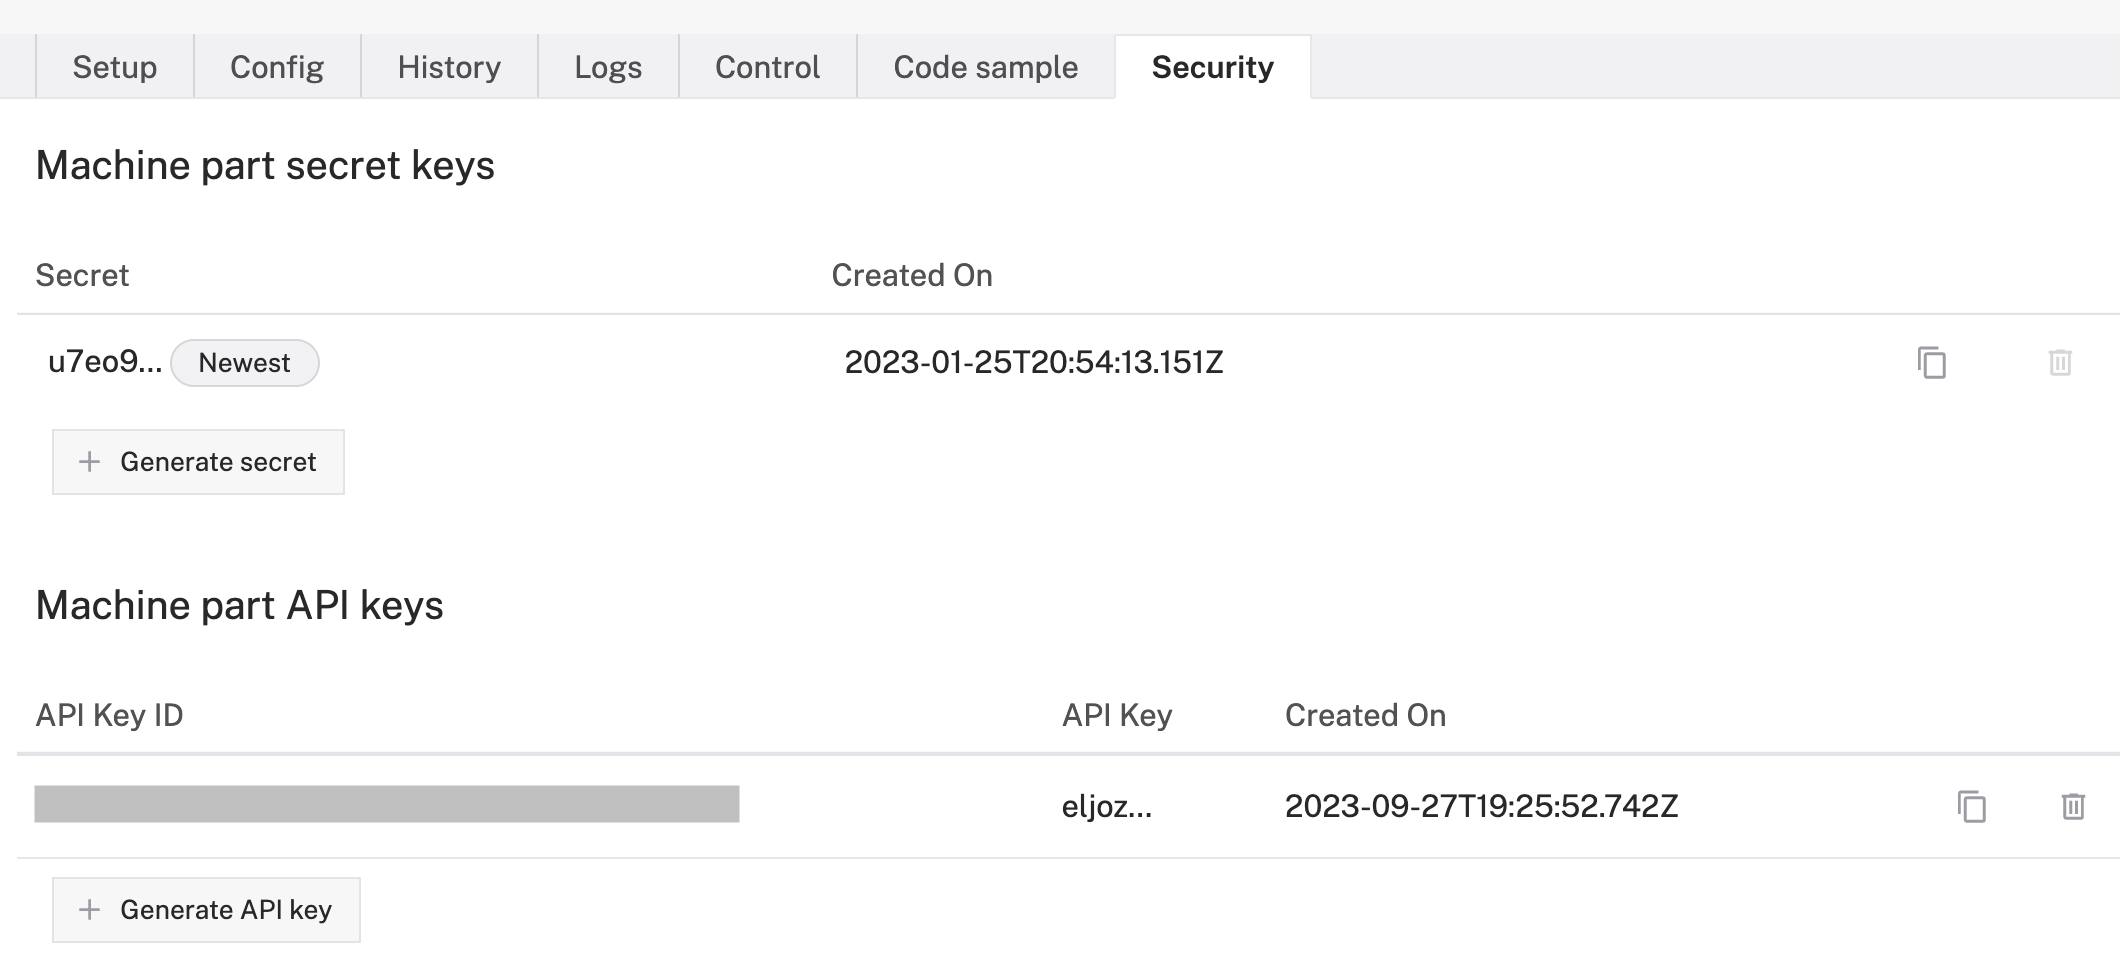 Setup Config History Logs Control Code sample Security
Machine part secret keys
Secret Created On
u7eo9... Newest 2023-01-25T20:54:13.151Z
Generate secret
Machine part API keys
API Key ID API Key Created On
eljoz... 2023-09-27T19:25:52.742Z
Generate API key